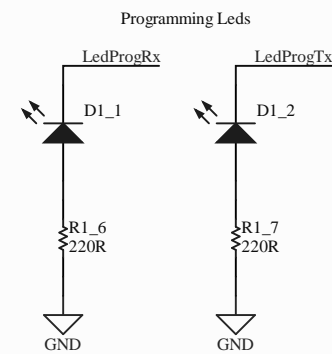 Programming Leds
LedProgRx
LedProgTx
D1_1
D1_2
R1_6
220R
R1_7
220R
GND
GND